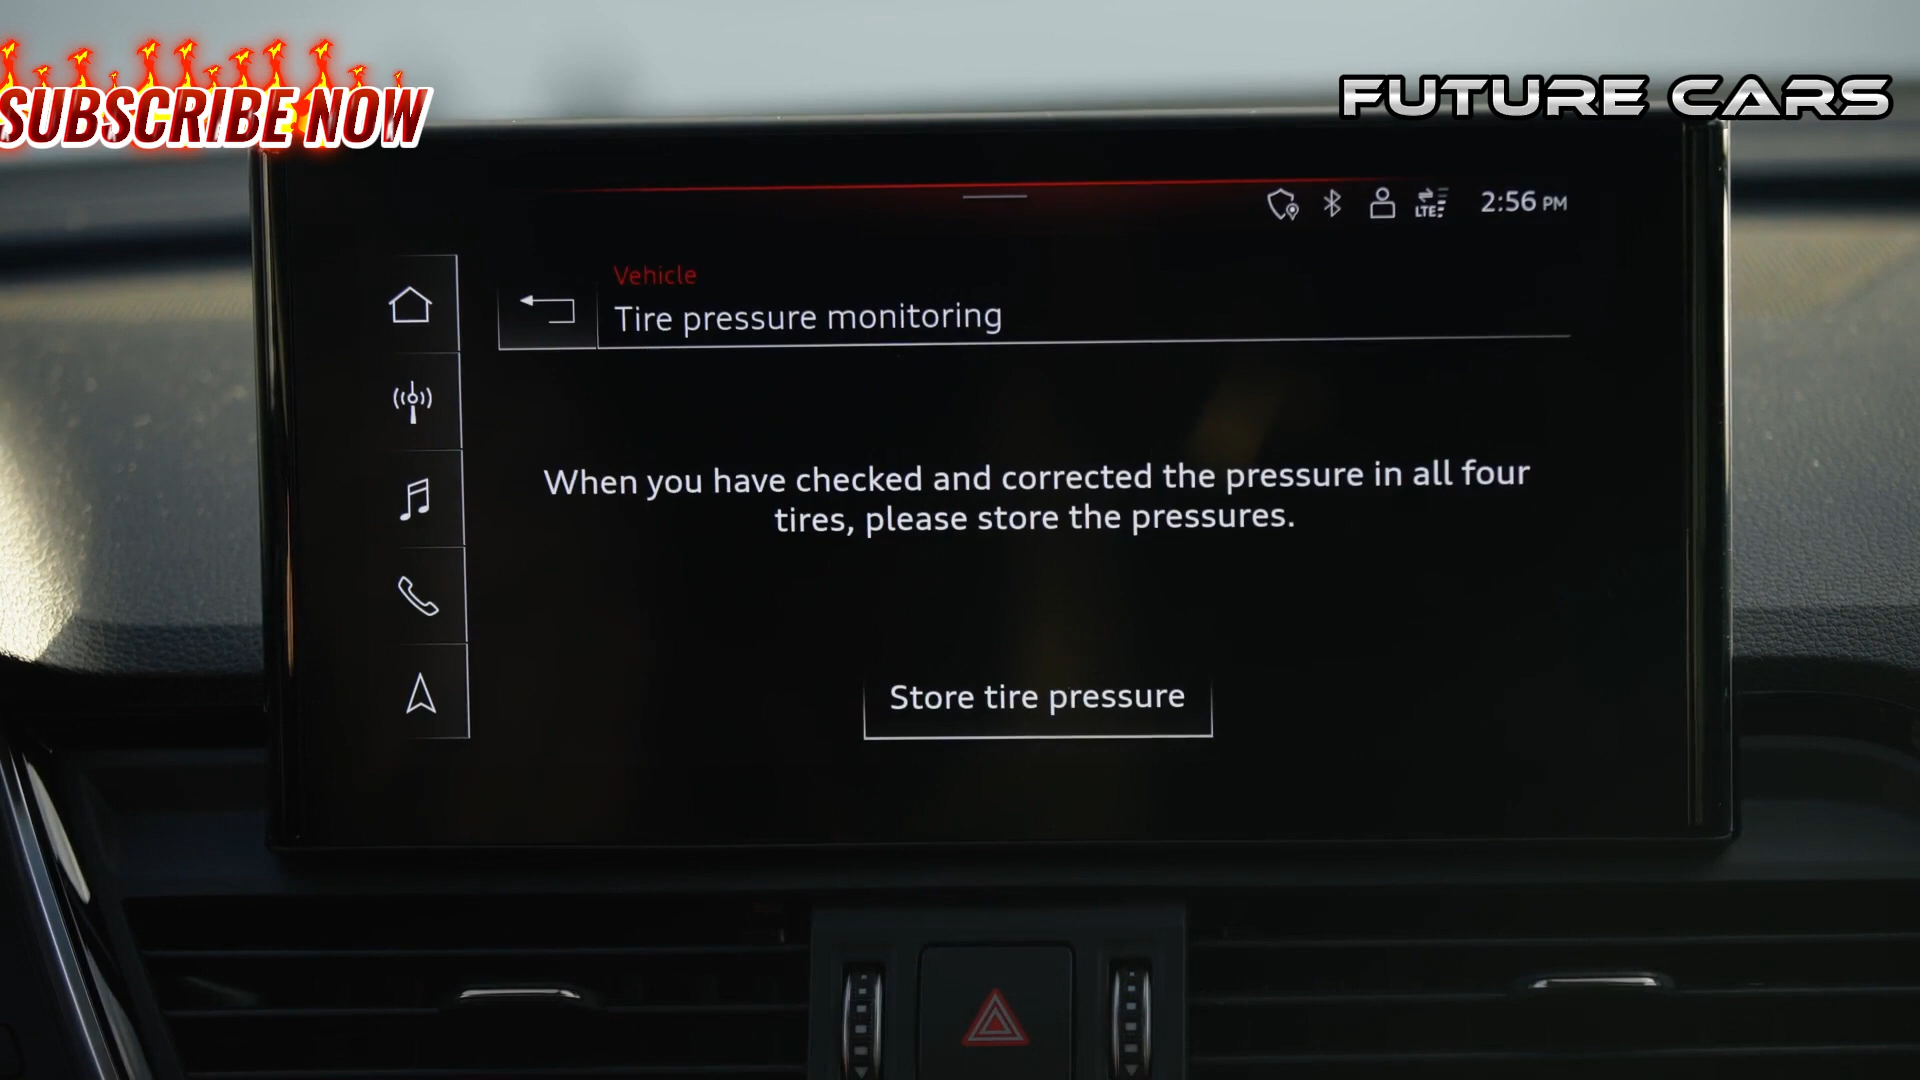 SUBSCRIBE NOW
FUTURE CARS
LTE
2:56 PM
Vehicle
Tire pressure monitoring
When you have checked and corrected the pressure in all four
tires, please store the pressures.
Store tire pressure